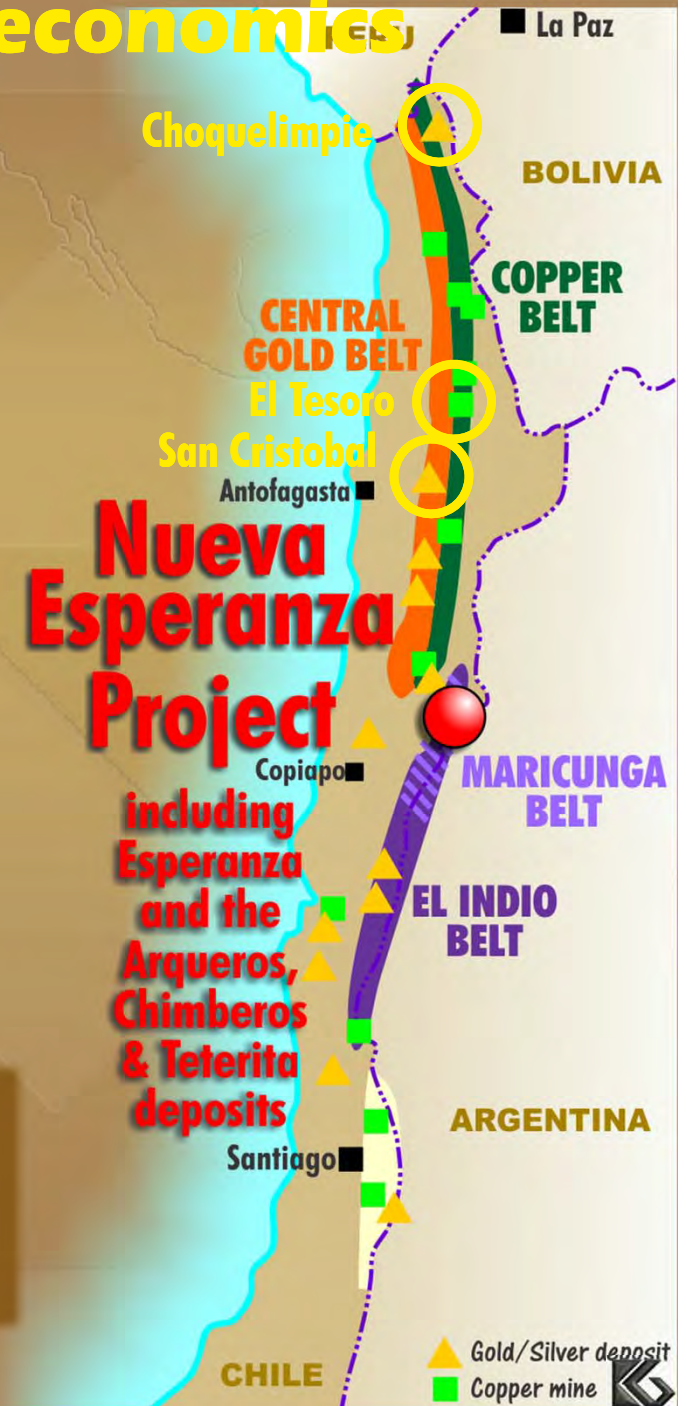 economics
PERU
La Paz
Choquelimpie
BOLIVIA
COPPER
BELT
CENTRAL
GOLD BELT
El Tesoro
San Cristobal
Antofagasta
Nueva
Esperanza
Project
Copiapo
MARICUNGA
BELT
including
Esperanza
and the
Arqueros,
Chimberos
& Teterita
deposits
EL INDIO
BELT
ARGENTINA
Santiago
Gold/Silver deposit
Copper mine
CHILE